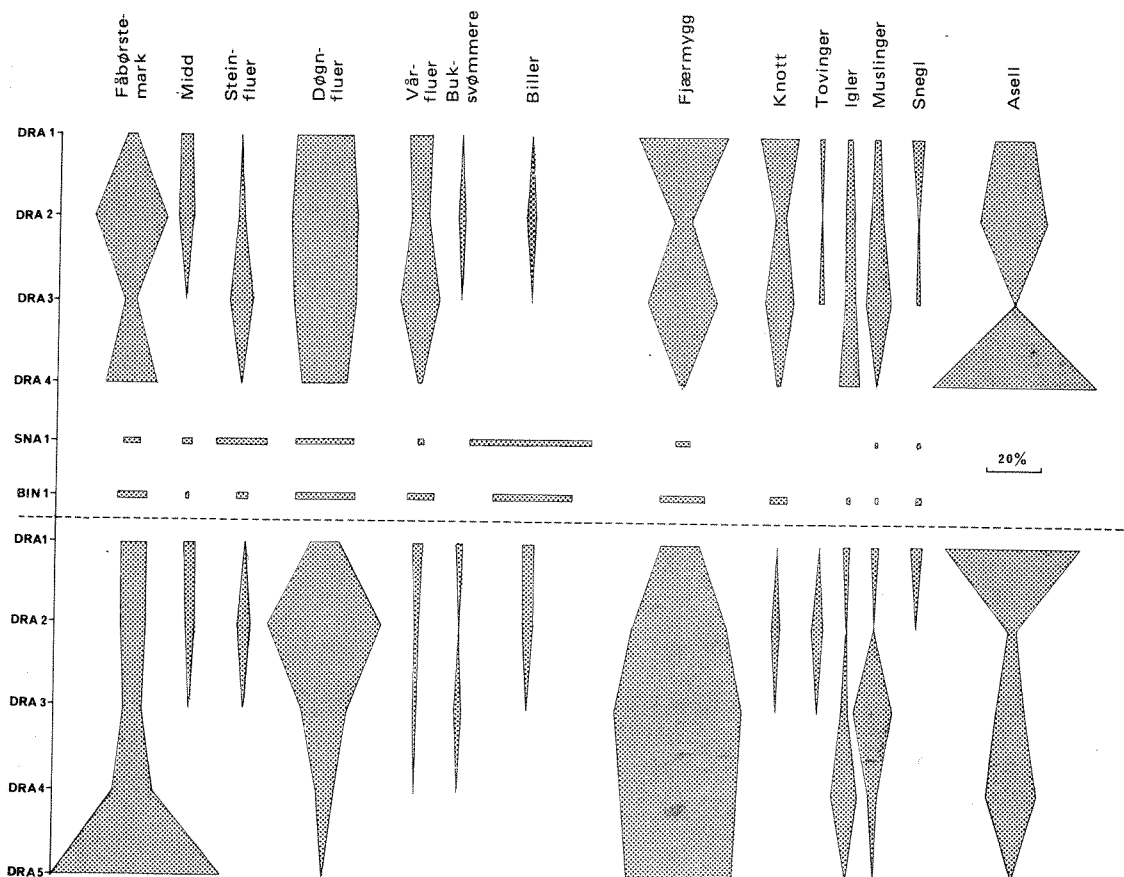 Fåbørste-
mark
Midd
Stein-
fluer
Døgn-
fluer
Vår-
fluer
Buk-
svømmere
Biller
Fjærmygg
Knott
Tovinger
Igler
Muslinger
Snegl
Asell
DRA 1
DRA 2
DRA 3
DRA 4
SNA 1
20%
BIN 1
DRA1
DRA 2
DRA 3
DRA4
DRA5